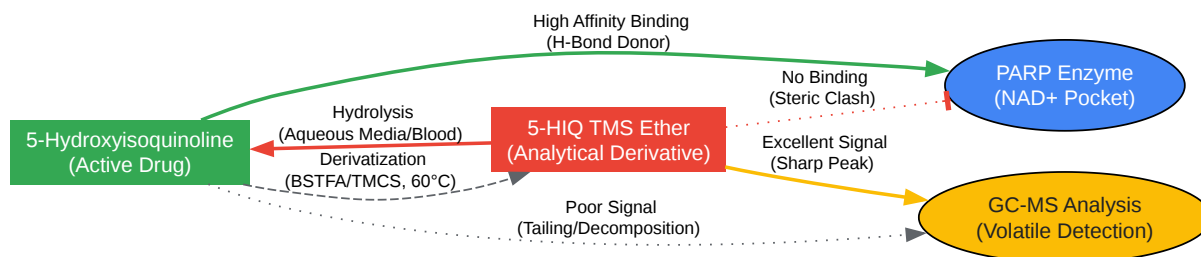 High Affinity Binding
(H-Bond Donor)
PARP Enzyme
(NAD+ Pocket)
No Binding
(Steric Clash)
Hydrolysis
(Aqueous Media/Blood)
5-Hydroxyisoquinoline
(Active Drug)
5-HIQ TMS Ether
(Analytical Derivative)
Derivatization
(BSTFA/TMCS, 60°C)
Excellent Signal
(Sharp Peak)
Poor Signal
(Tailing/Decomposition)
GC-MS Analysis
(Volatile Detection)